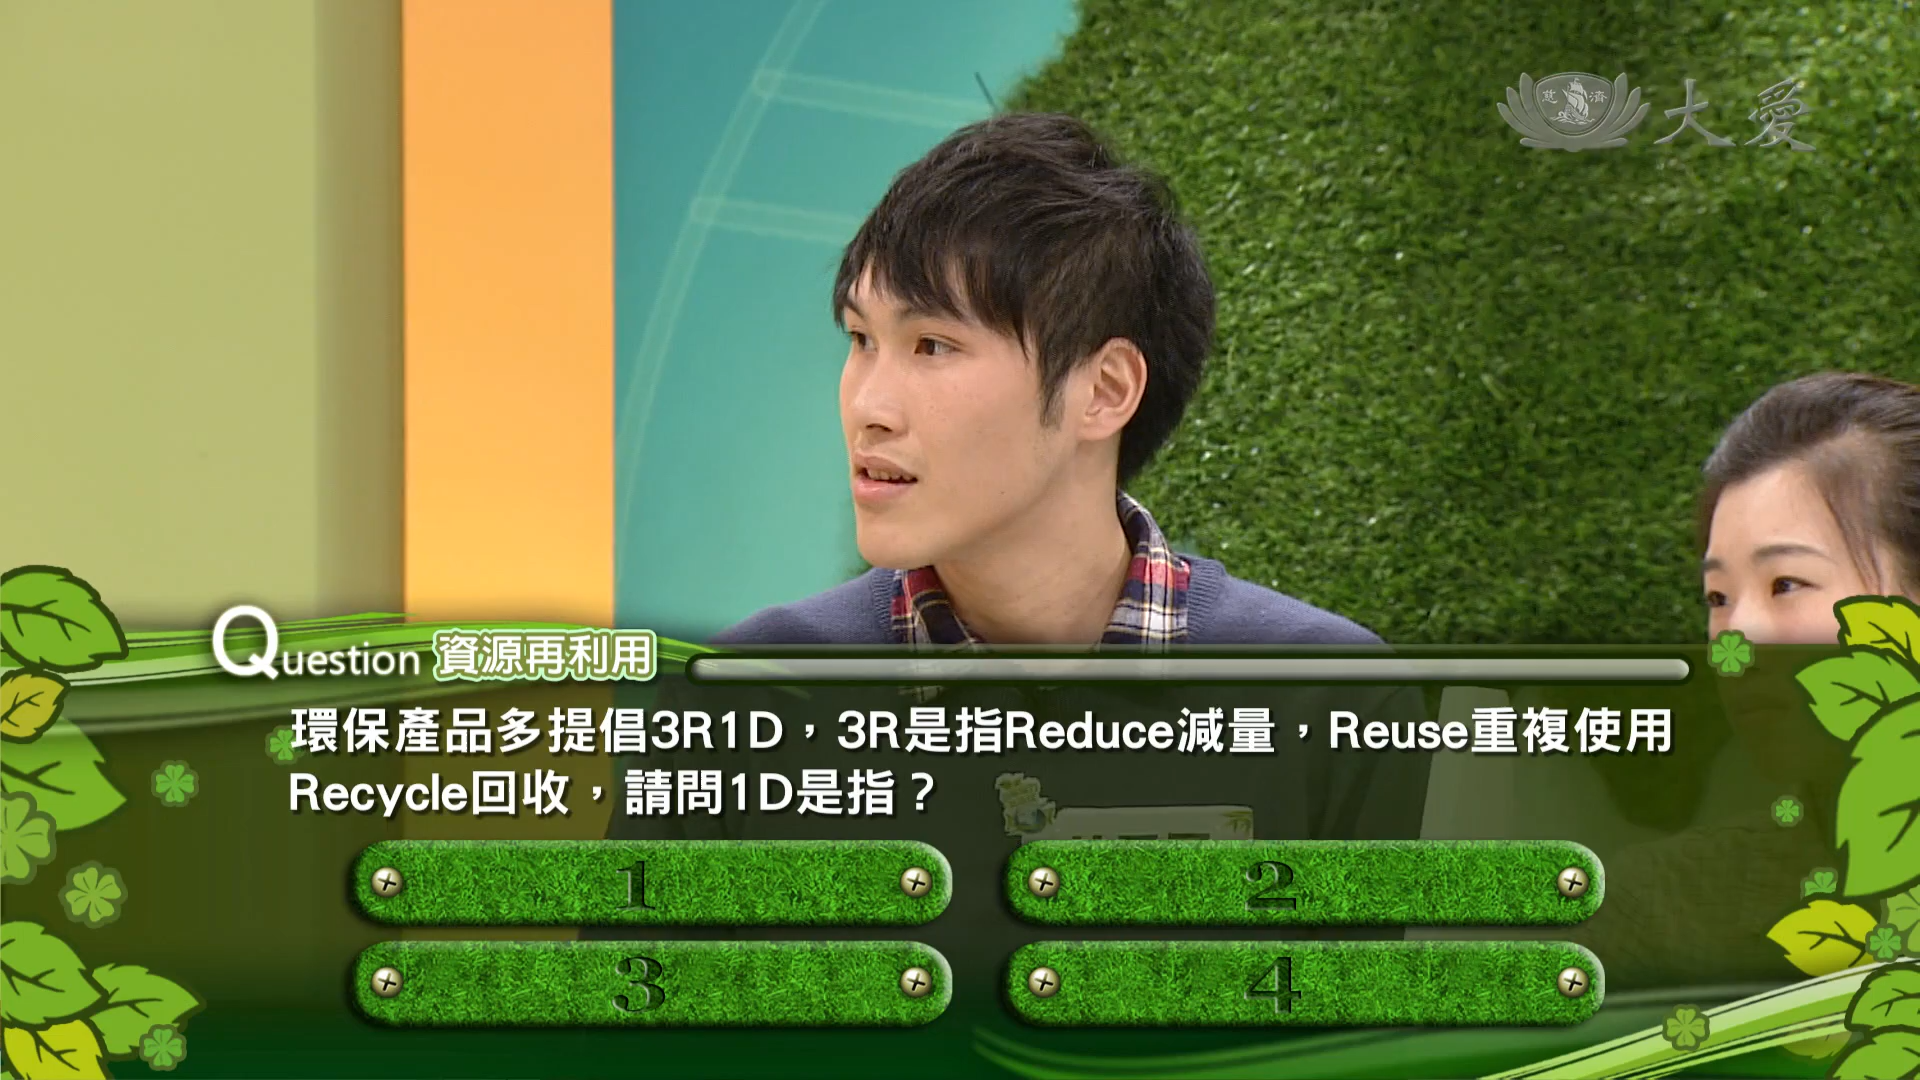 慈濟 大愛
Question 資源再利用
環保產品多提倡3R1D，3R是指Reduce減量，Reuse重複使用
Recycle回收，請問1D是指？
1
2
3
4